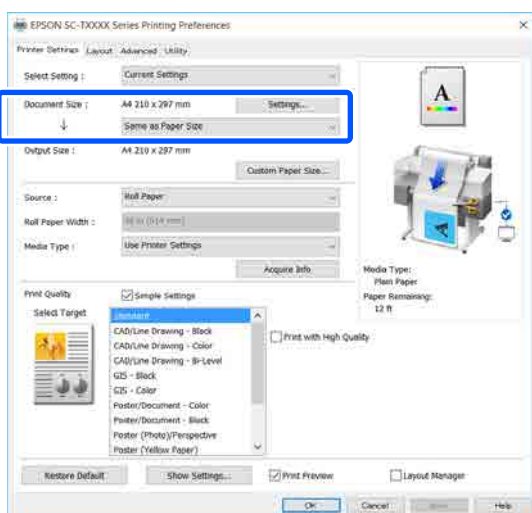 EPSON SC-TXXXX Series Printing Preferences
Printer Settings Layout Advanced Utility
Select Setting : Current Settings
Document Size : A4 210 x 297 mm Settings...
↓ Same as Paper Size
Output Size : A4 210 x 297 mm
Custom Paper Size...
Source : Roll Paper
Roll Paper Width :
Media Type : Use Printer Settings
Acquire Info
A
Media Type:
Plain Paper
Paper Remaining:
12 ft
Print Quality Simple Settings
Select Target
Standard
CAD/Line Drawing - Black
CAD/Line Drawing - Color
CAD/Line Drawing - Bi-Level
GIS - Black
GIS - Color
Poster/Document - Color
Poster/Document - Black
Poster (Photo)/Perspective
Poster (Yellow Paper)
Print with High Quality
Restore Default Show Settings... Print Preview Layout Manager
OK Cancel Help